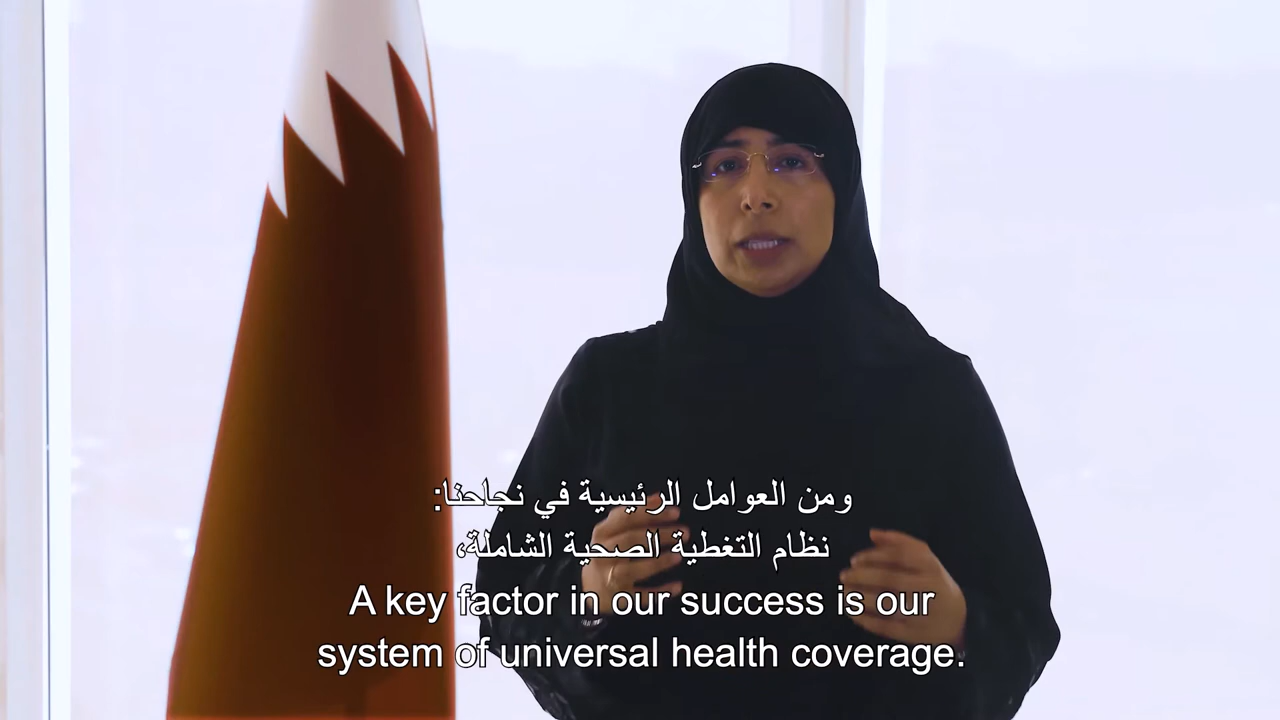 ومن العوامل الرئيسية في نجاحنا:
نظام التغطية الصحية الشاملة،
A key factor in our success is our
system of universal health coverage.